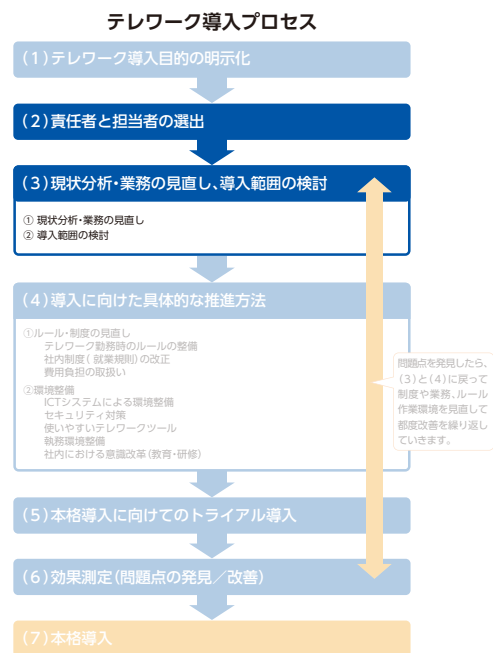 テレワーク導入プロセス
(1)テレワーク導入目的の明示化
(2)責任者と担当者の選出
(3)現状分析・業務の見直し、導入範囲の検討
① 現状分析・業務の見直し
② 導入範囲の検討
(4)導入に向けた具体的な推進方法
①ルール・制度の見直し
テレワーク勤務時のルールの整備
社内制度(就業規則)の改正
費用負担の取扱い
②環境整備
ICTシステムによる環境整備
セキュリティ対策
使いやすいテレワークツール
執務環境整備
社内における意識改革(教育・研修)
問題点を発見したら、
(3)と(4)に戻って
制度や業務、ルール
作業環境を見直して
都度改善を繰り返し
ていきます。
(5)本格導入に向けてのトライアル導入
(6)効果測定(問題点の発見／改善)
(7)本格導入